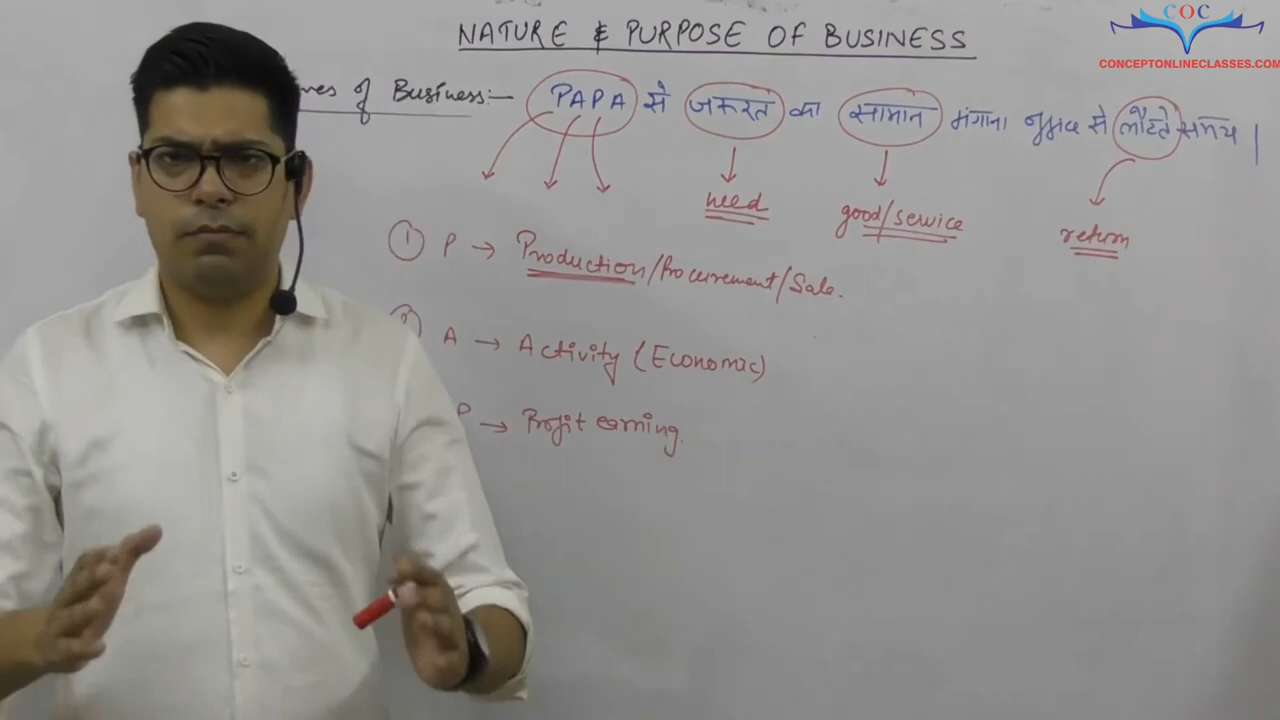 COC
CONCEPTONLINECLASSES.COM
NATURE & PURPOSE OF BUSINESS
of Business:- PAPA से जरूरत का सामान मंगाना से लौटते समय |
need good/service return
① P → Production/Procurement/Sale.
A → Activity (Economic)
P → Profit earning.